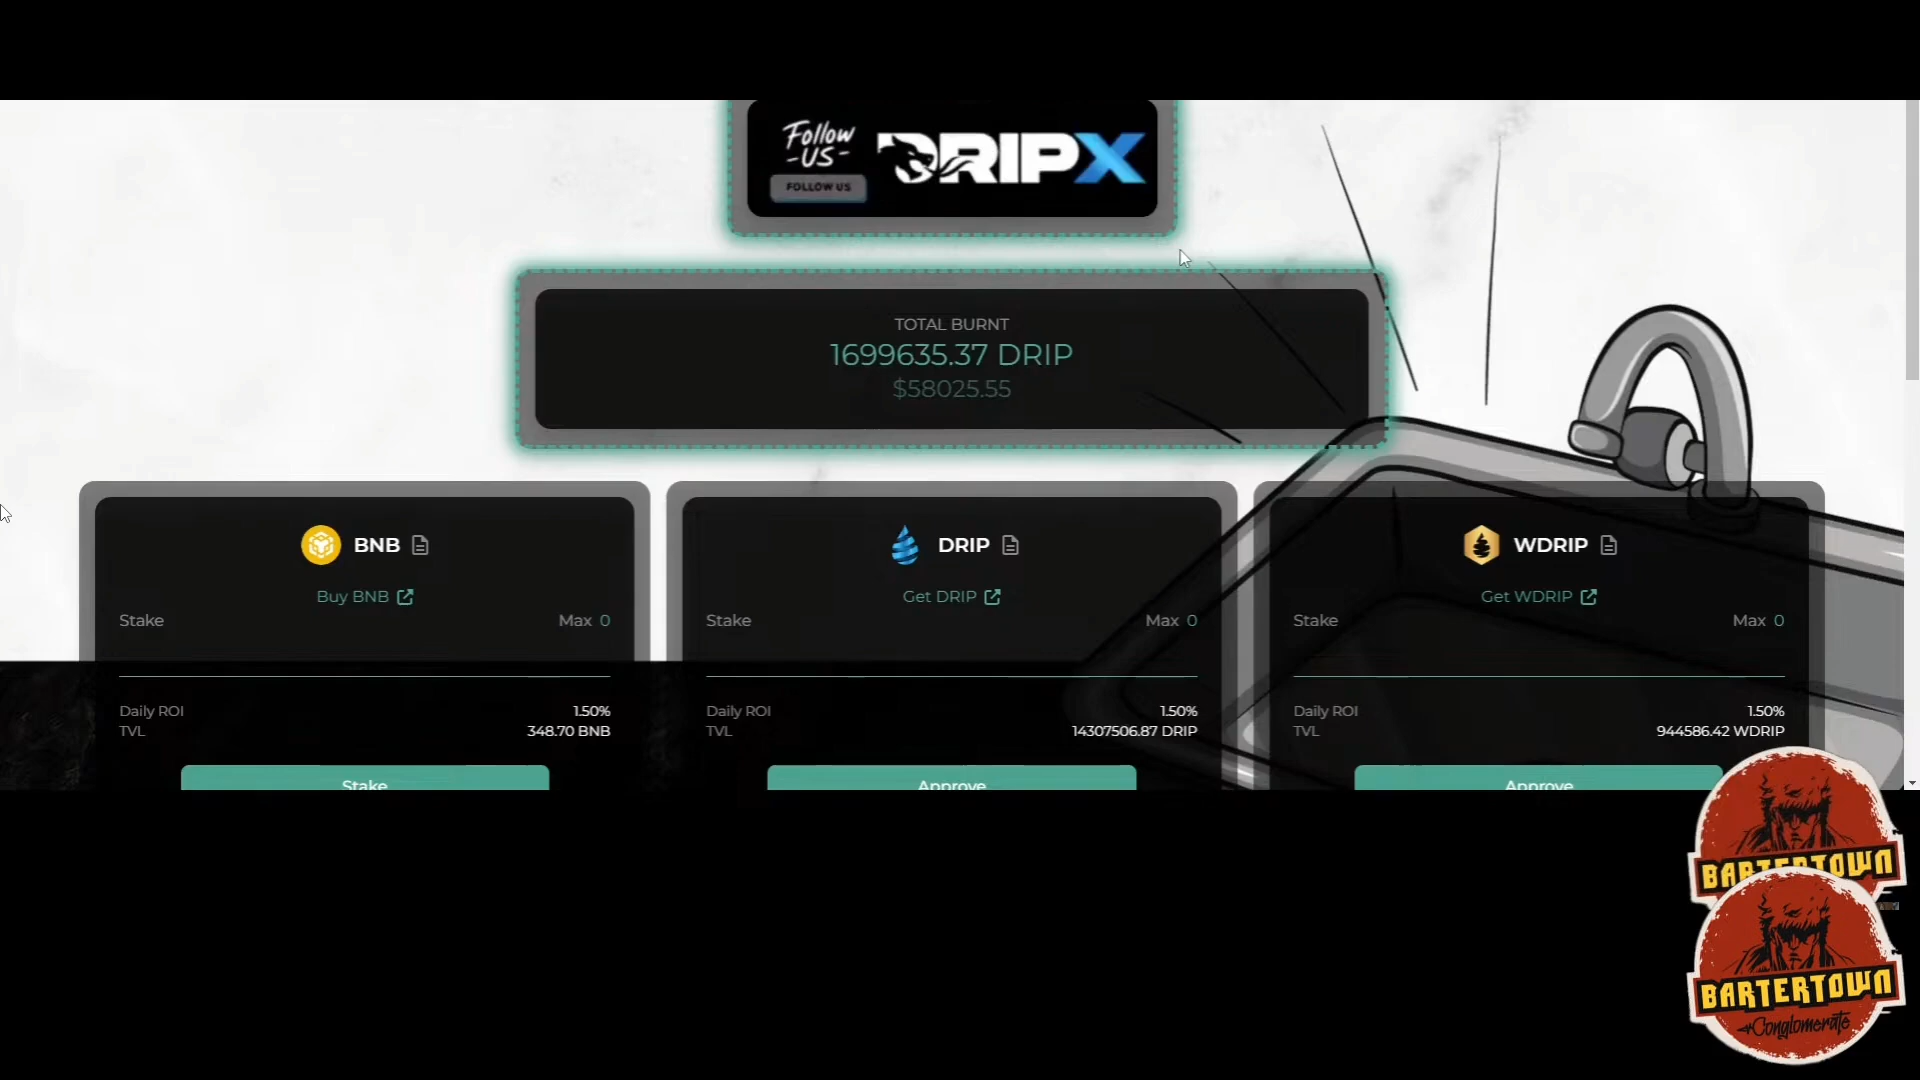 Follow
-US-
FOLLOW US
DRIPX
TOTAL BURNT
1699635.37 DRIP
$58025.55
BNB
Buy BNB
Stake
Max 0
Daily ROI
1.50%
TVL
348.70 BNB
Stake
DRIP
Get DRIP
Stake
Max 0
Daily ROI
1.50%
TVL
14307506.87 DRIP
Approve
WDRIP
Get WDRIP
Stake
Max 0
Daily ROI
1.50%
TVL
944586.42 WDRIP
Approve
BARTERTOWN
BARTERTOWN
Conglomerate